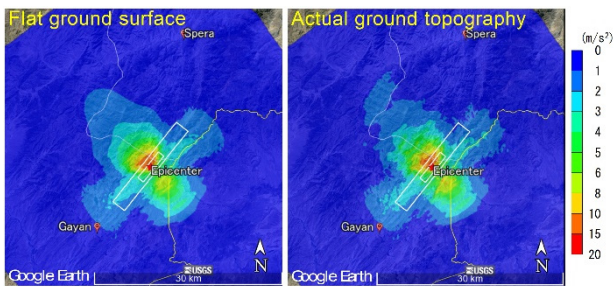 Flat ground surface
Spera
Epicenter
Gayan
N
USGS
Google Earth
30 km
Actual ground topography
Spera
Epicenter
Gayan
N
USGS
Google Earth
30 km
(m/s²)
0
1
2
3
4
5
6
8
10
15
20